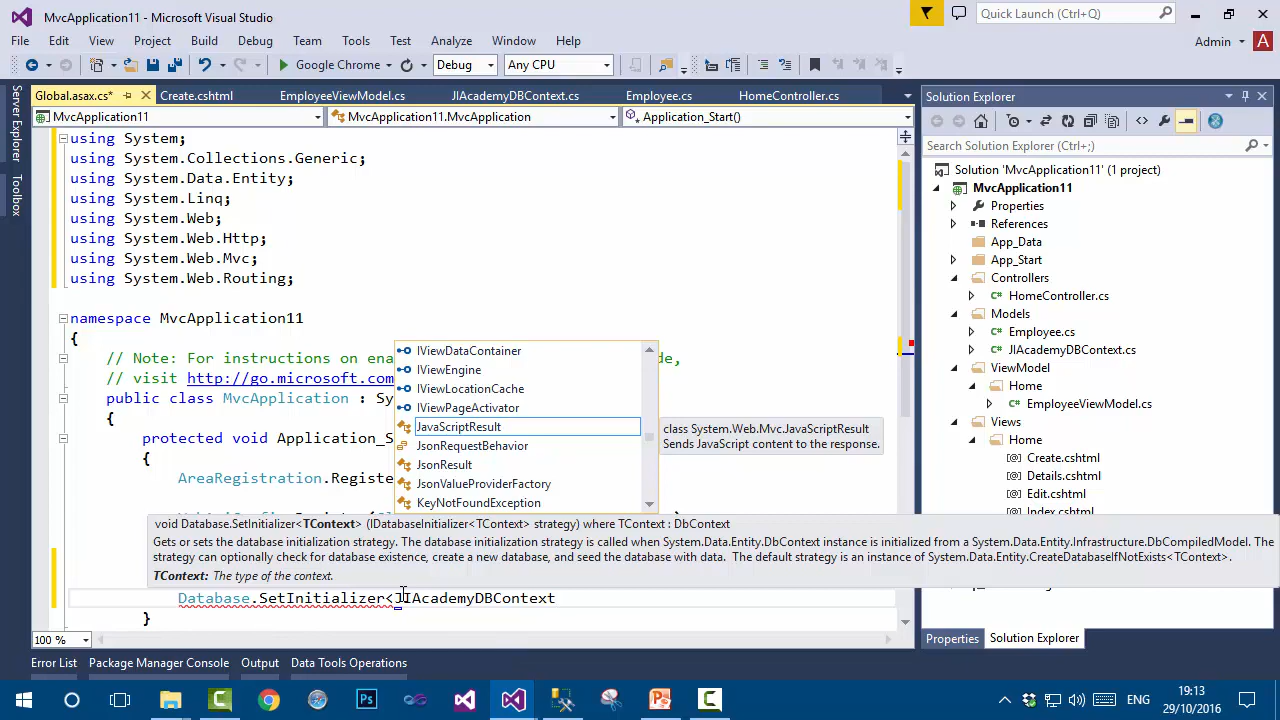 MvcApplication11 - Microsoft Visual Studio
Quick Launch (Ctrl+Q)
File Edit View Project Build Debug Team Tools Test Analyze Window Help
Admin A
Google Chrome Debug Any CPU
Global.asax.cs* Create.cshtml EmployeeViewModel.cs JIAcademyDBContext.cs Employee.cs HomeController.cs
MvcApplication11 MvcApplication11.MvcApplication Application_Start()
Server Explorer
Toolbox
using System;
using System.Collections.Generic;
using System.Data.Entity;
using System.Linq;
using System.Web;
using System.Web.Http;
using System.Web.Mvc;
using System.Web.Routing;
namespace MvcApplication11
{
// Note: For instructions on ena de,
// visit http://go.microsoft.com
public class MvcApplication : Sy
{
protected void Application_S
{
AreaRegistration.Registe
IViewDataContainer
IViewEngine
IViewLocationCache
IViewPageActivator
JavaScriptResult
JsonRequestBehavior
JsonResult
JsonValueProviderFactory
KeyNotFoundException
class System.Web.Mvc.JavaScriptResult
Sends JavaScript content to the response.
void Database.SetInitializer<TContext> (IDatabaseInitializer<TContext> strategy) where TContext : DbContext
Gets or sets the database initialization strategy. The database initialization strategy is called when System.Data.Entity.DbContext instance is initialized from a System.Data.Entity.Infrastructure.DbCompiledModel. The
strategy can optionally check for database existence, create a new database, and seed the database with data. The default strategy is an instance of System.Data.Entity.CreateDatabaseIfNotExists<TContext>.
TContext: The type of the context.
Database.SetInitializer<JIAcademyDBContext
}
100 %
Solution Explorer
Search Solution Explorer (Ctrl+;)
Solution 'MvcApplication11' (1 project)
MvcApplication11
Properties
References
App_Data
App_Start
Controllers
HomeController.cs
Models
Employee.cs
JIAcademyDBContext.cs
ViewModel
Home
EmployeeViewModel.cs
Views
Home
Create.cshtml
Details.cshtml
Edit.cshtml
Index.cshtml
Properties Solution Explorer
Error List Package Manager Console Output Data Tools Operations
ENG
19:13
29/10/2016